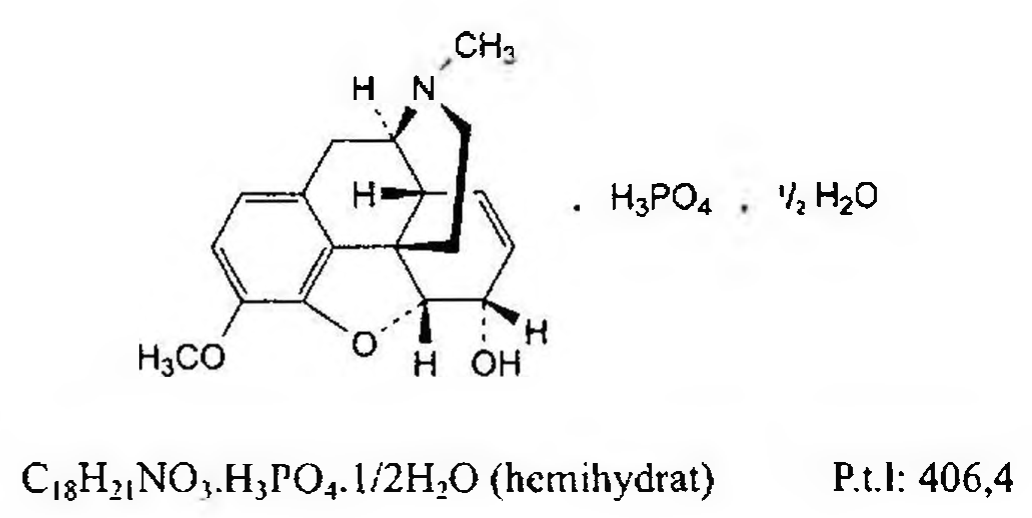 CH₃
H N
H . H₃PO₄ . ½ H₂O
O H
H₃CO H OH
C₁₈H₂₁NO₃.H₃PO₄.1/2H₂O (hemihydrat) P.t.l: 406,4